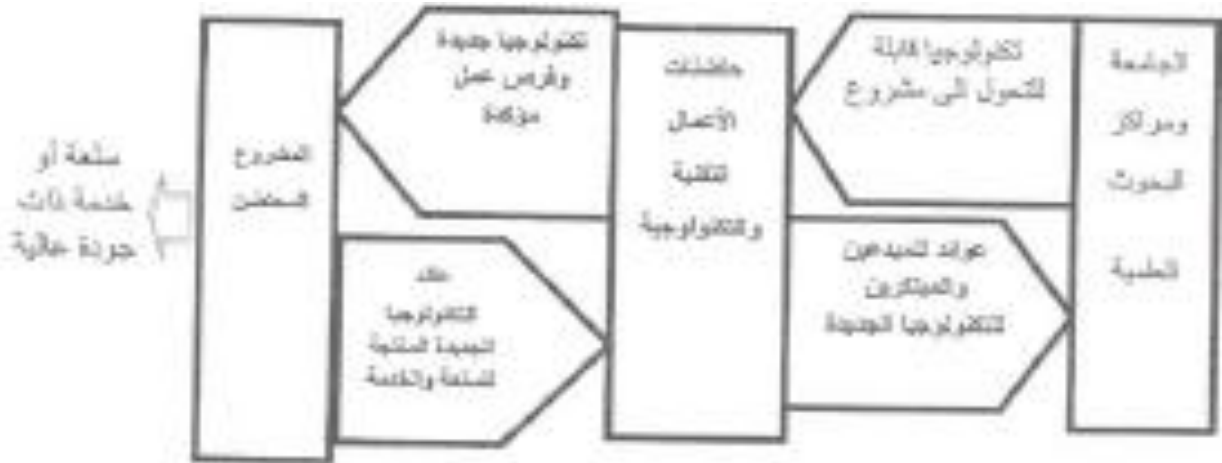 الجامعة
ومراكز
البحوث
العلمية
تكنولوجيا قابلة
للتحول الى مشروع
عوائد للمبدعين
والمبتكرين
للتكنولوجيا الجديدة
حاضنات
الأعمال
التقنية
والتكنولوجية
تكنولوجيا جديدة
وفرص عمل
مؤكدة
عائد
التكنولوجيا
الجديدة المنتجة
للسلعة والخدمة
المشروع
المحتضن
سلعة أو
خدمة ذات
جودة عالية